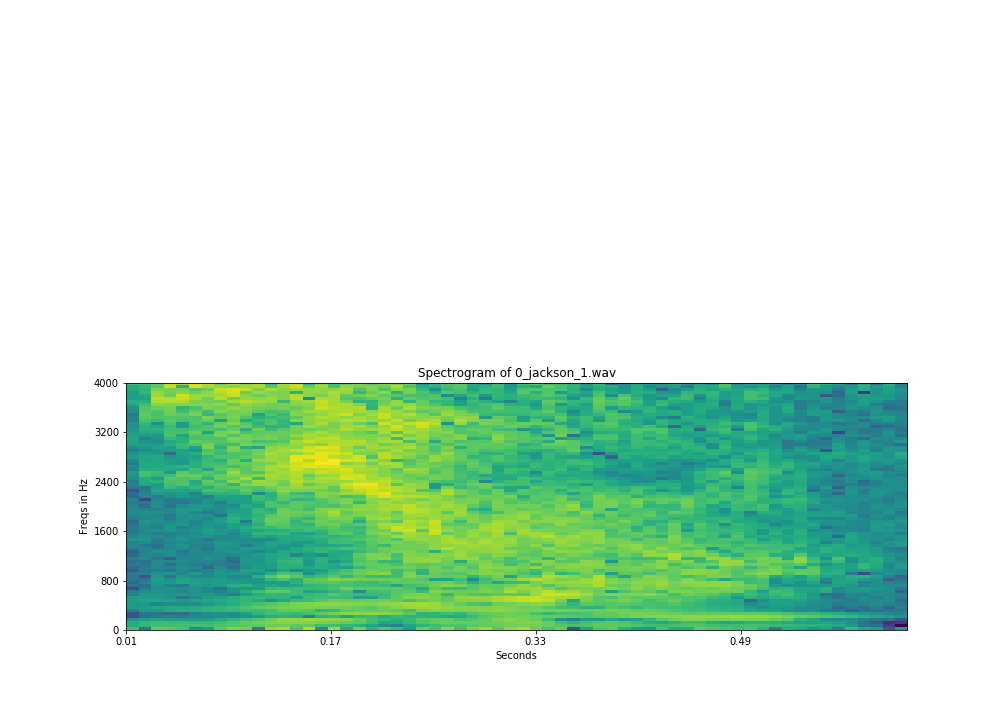 Spectrogram of 0_jackson_1.wav
4000
3200
2400
1600
800
0
Freqs in Hz
0.01 0.17 0.33 0.49
Seconds